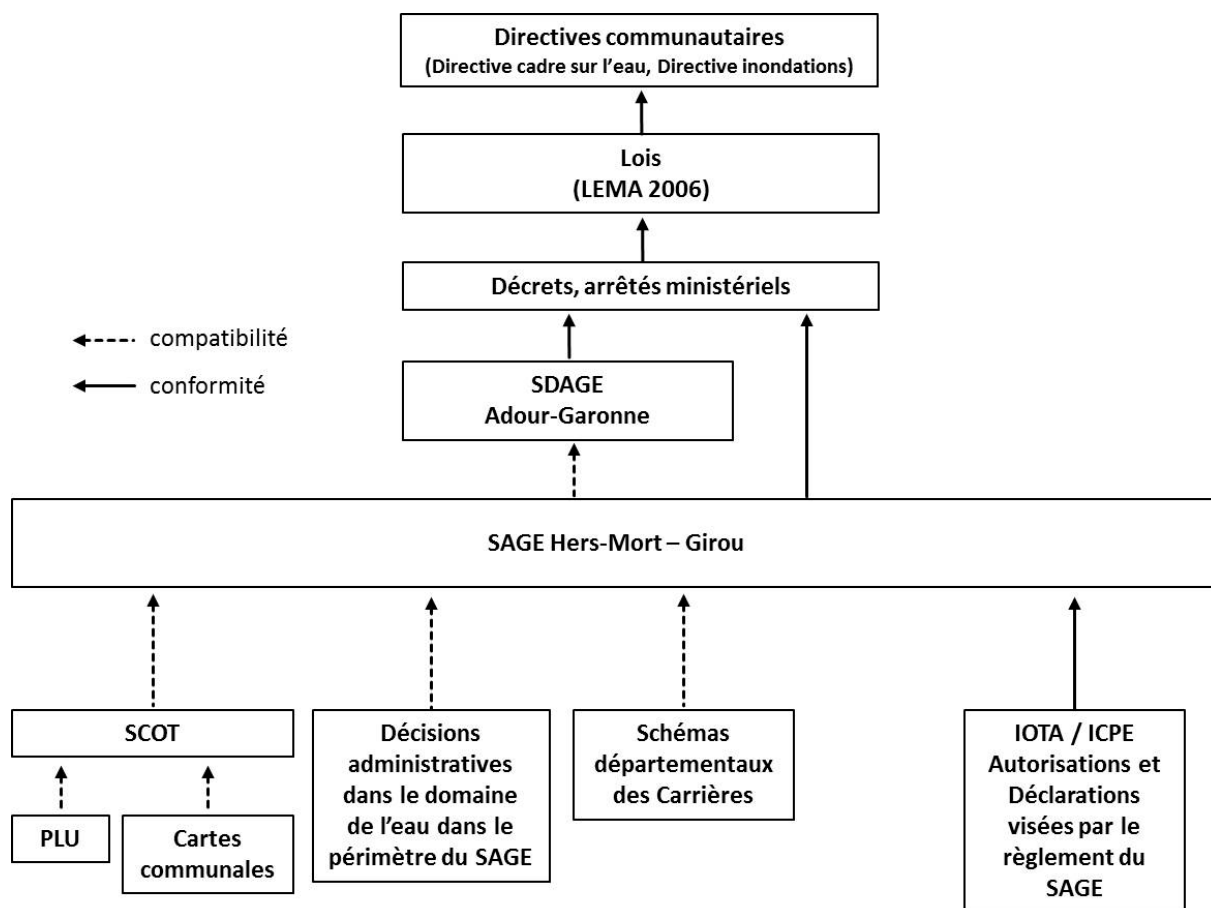 Directives communautaires
(Directive cadre sur l'eau, Directive inondations)
Lois
(LEMA 2006)
Décrets, arrêtés ministériels
compatibilité
conformité
SDAGE
Adour-Garonne
SAGE Hers-Mort – Girou
SCOT
PLU
Cartes
communales
Décisions
administratives
dans le domaine
de l'eau dans le
périmètre du SAGE
Schémas
départementaux
des Carrières
IOTA / ICPE
Autorisations et
Déclarations
visées par le
règlement du
SAGE